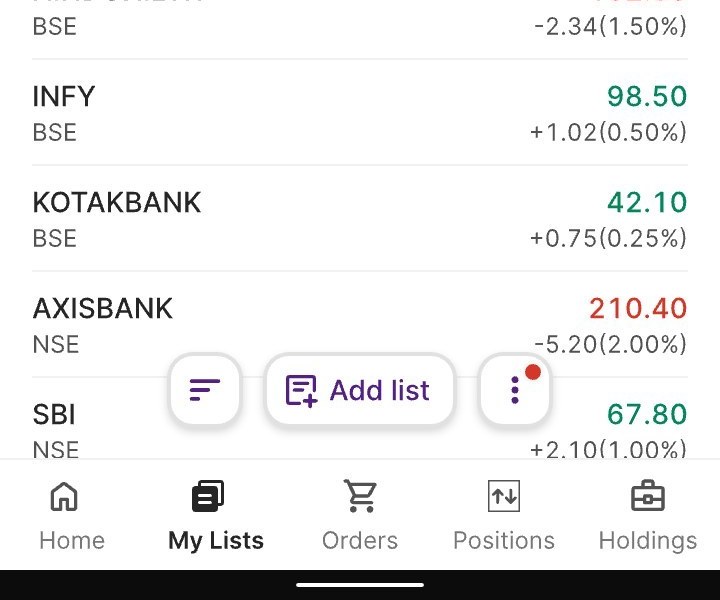 BSE
-2.34(1.50%)
INFY
98.50
BSE
+1.02(0.50%)
KOTAKBANK
42.10
BSE
+0.75(0.25%)
AXISBANK
210.40
NSE
-5.20(2.00%)
Add list
SBI
67.80
NSE
+2.10(1.00%)
Home
My Lists
Orders
Positions
Holdings